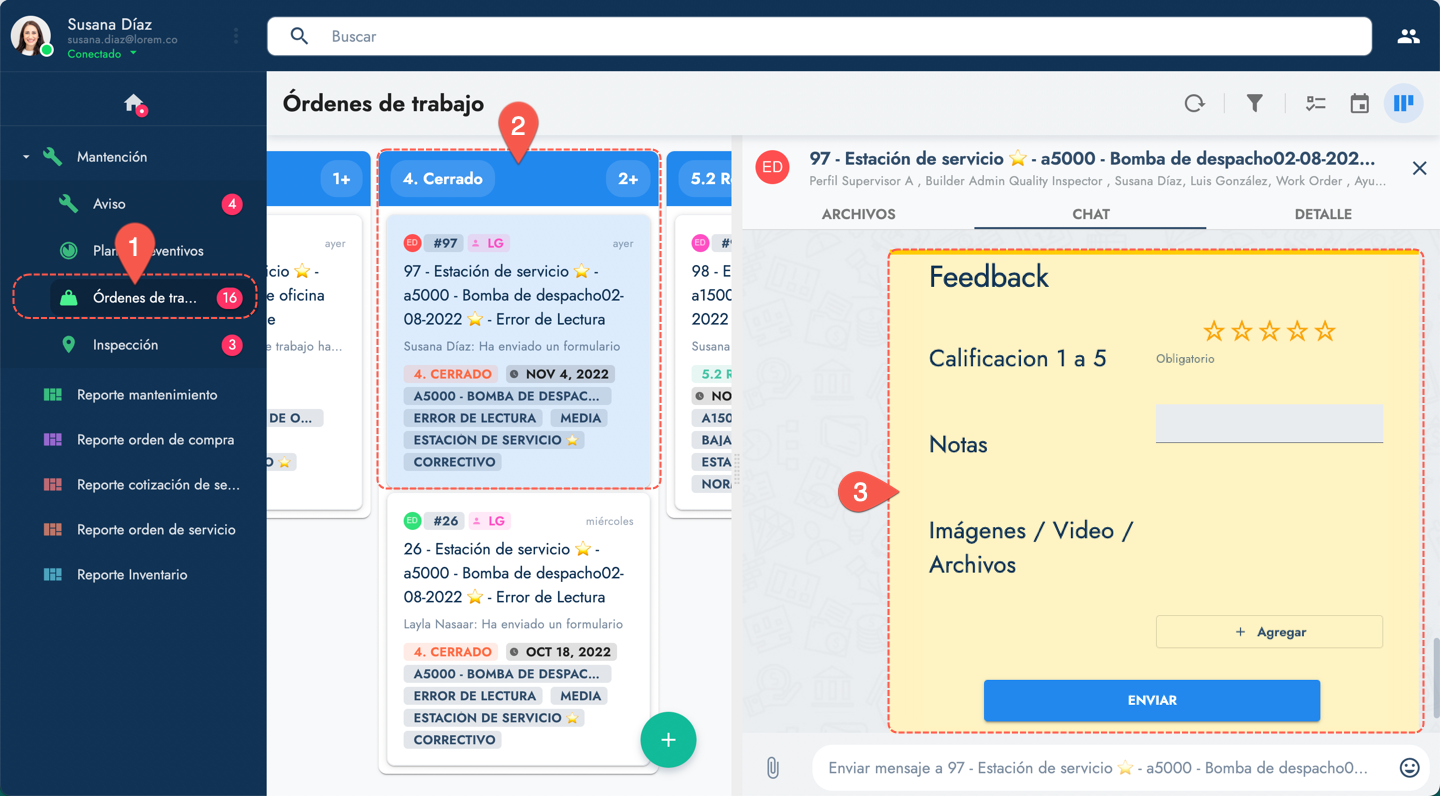 Susana Díaz
susana.diaz@lorem.co
Conectado
Buscar
Mantención
Aviso
4
1
Órdenes de tra...
16
Inspección
3
Reporte mantenimiento
Reporte orden de compra
Reporte cotización de se...
Reporte orden de servicio
Reporte Inventario
Órdenes de trabajo
2
1+
ayer
icio ⭐ -
e oficina
e
e trabajo ha...
DE O...
O ⭐
4. Cerrado
2+
ED #97 LG
ayer
97 - Estación de servicio ⭐ -
a5000 - Bomba de despacho02-
08-2022 ⭐ - Error de Lectura
Susana Díaz: Ha enviado un formulario
4. CERRADO NOV 4, 2022
A5000 - BOMBA DE DESPAC...
ERROR DE LECTURA MEDIA
ESTACION DE SERVICIO ⭐
CORRECTIVO
ED #26 LG
miércoles
26 - Estación de servicio ⭐ -
a5000 - Bomba de despacho02-
08-2022 ⭐ - Error de Lectura
Layla Nasaar: Ha enviado un formulario
4. CERRADO OCT 18, 2022
A5000 - BOMBA DE DESPAC...
ERROR DE LECTURA MEDIA
ESTACION DE SERVICIO ⭐
CORRECTIVO
+
5.2 R
ED #9
98 - E
a150
2022
Susana
5.2 R
NO
A15
BAJA
ESTA
NOR
ED
97 - Estación de servicio ⭐ - a5000 - Bomba de despacho02-08-202...
Perfil Supervisor A , Builder Admin Quality Inspector , Susana Díaz, Luis González, Work Order , Ayu...
ARCHIVOS
CHAT
DETALLE
3
Feedback
Calificacion 1 a 5
Obligatorio
Notas
Imágenes / Video /
Archivos
+ Agregar
ENVIAR
Enviar mensaje a 97 - Estación de servicio ⭐ - a5000 - Bomba de despacho0...